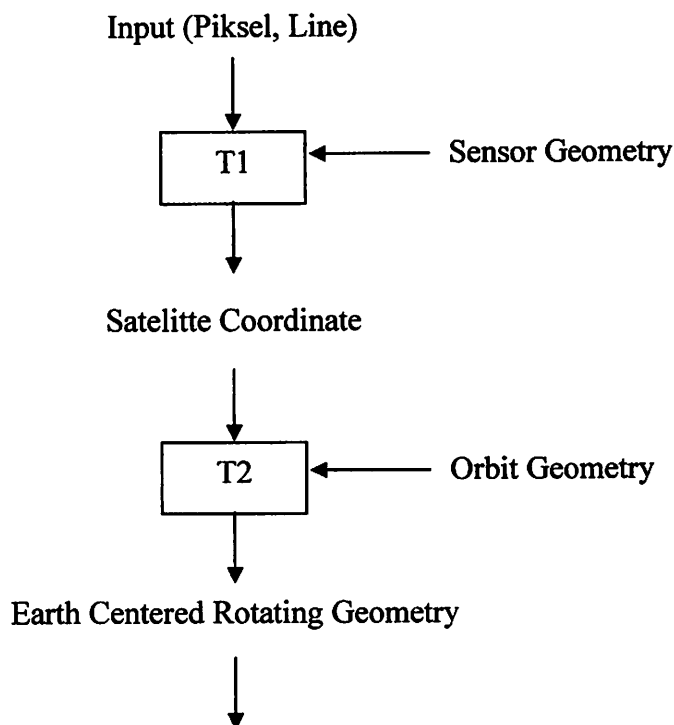 Input (Piksel, Line)
T1
Sensor Geometry
Satelitte Coordinate
T2
Orbit Geometry
Earth Centered Rotating Geometry